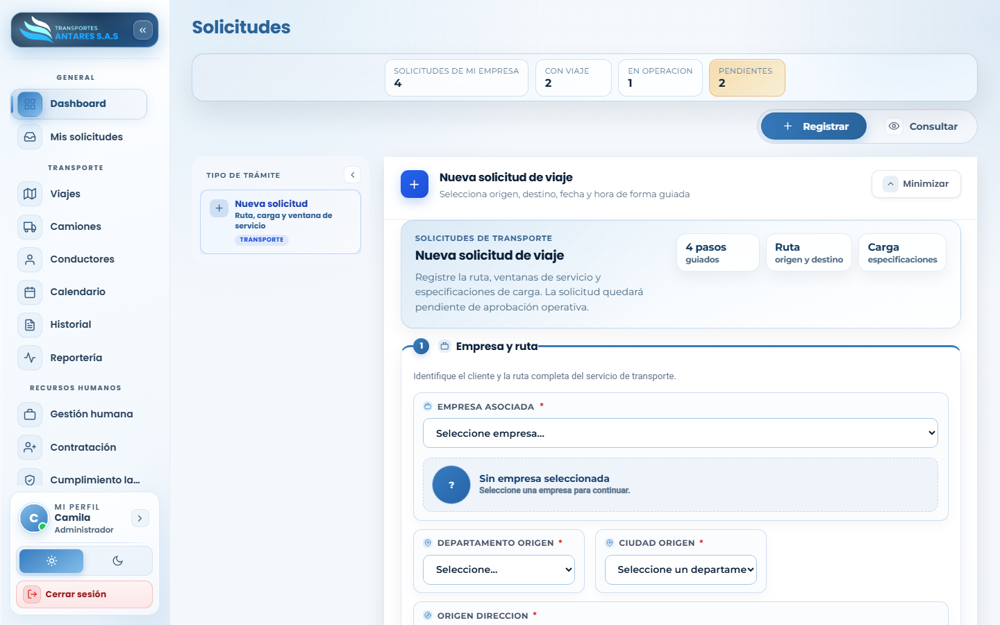 TRANSPORTES
ANTARES S.A.S
GENERAL
Dashboard
Mis solicitudes
TRANSPORTE
Viajes
Camiones
Conductores
Calendario
Historial
Reportería
RECURSOS HUMANOS
Gestión humana
Contratación
Cumplimiento la...
C
MI PERFIL
Camila
Administrador
Cerrar sesión
Solicitudes
SOLICITUDES DE MI EMPRESA
4
CON VIAJE
2
EN OPERACION
1
PENDIENTES
2
Registrar
Consultar
TIPO DE TRÁMITE
Nueva solicitud
Ruta, carga y ventana de
servicio
TRANSPORTE
Nueva solicitud de viaje
Selecciona origen, destino, fecha y hora de forma guiada
Minimizar
SOLICITUDES DE TRANSPORTE
Nueva solicitud de viaje
Registre la ruta, ventanas de servicio y
especificaciones de carga. La solicitud quedará
pendiente de aprobación operativa.
4 pasos
guiados
Ruta
origen y destino
Carga
especificaciones
1
Empresa y ruta
Identifique el cliente y la ruta completa del servicio de transporte.
EMPRESA ASOCIADA *
Seleccione empresa...
?
Sin empresa seleccionada
Seleccione una empresa para continuar.
DEPARTAMENTO ORIGEN *
Seleccione...
CIUDAD ORIGEN *
Seleccione un departame
ORIGEN DIRECCION *